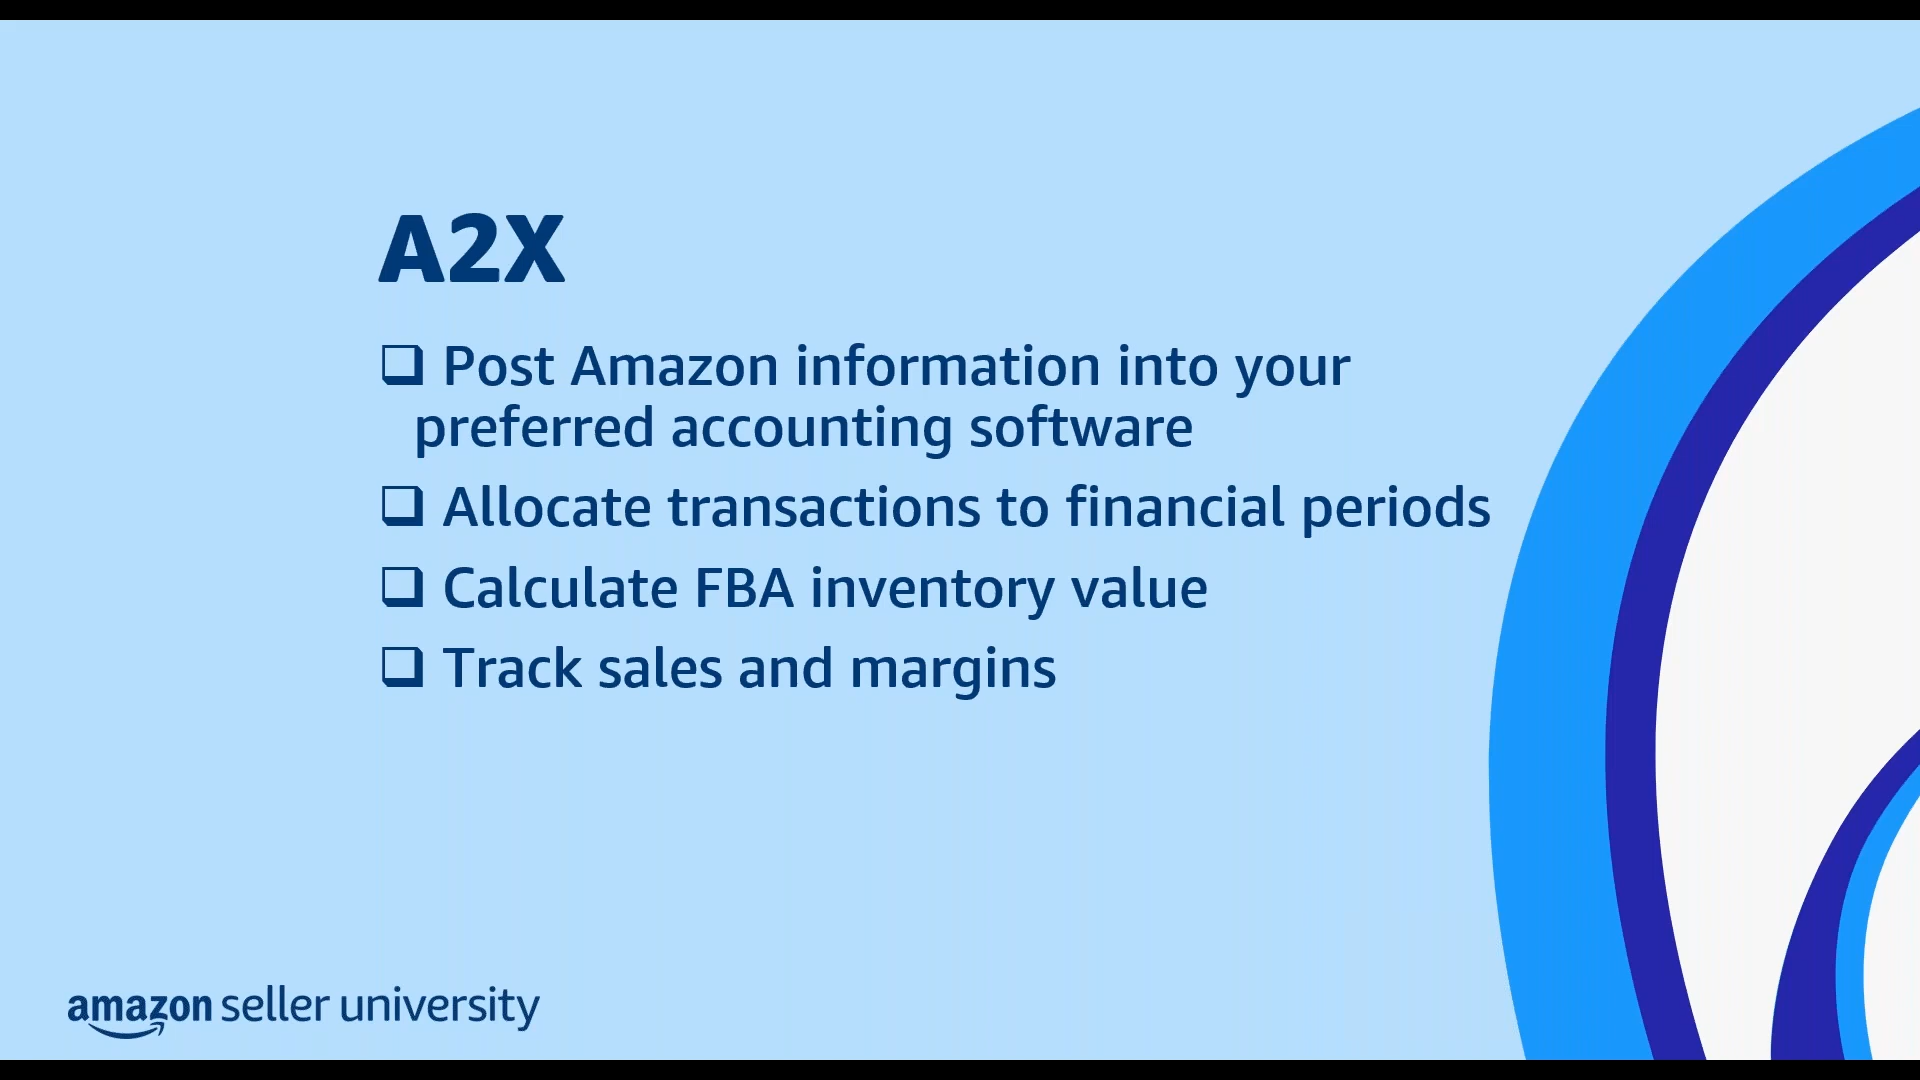 A2X
❑ Post Amazon information into your
preferred accounting software
❑ Allocate transactions to financial periods
❑ Calculate FBA inventory value
❑ Track sales and margins
amazon seller university